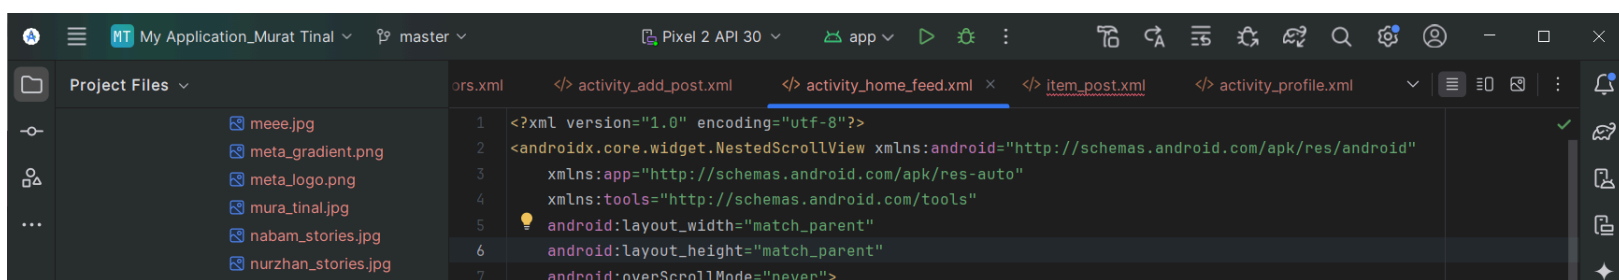 MT My Application_Murat Tinal master Pixel 2 API 30 app
Project Files ors.xml </> activity_add_post.xml </> activity_home_feed.xml × </> item_post.xml </> activity_profile.xml
meee.jpg
meta_gradient.png
meta_logo.png
mura_tinal.jpg
nabam_stories.jpg
nurzhan_stories.jpg
1 <?xml version="1.0" encoding="utf-8"?>
2 <androidx.core.widget.NestedScrollView xmlns:android="http://schemas.android.com/apk/res/android"
3 xmlns:app="http://schemas.android.com/apk/res-auto"
4 xmlns:tools="http://schemas.android.com/tools"
5 android:layout_width="match_parent"
6 android:layout_height="match_parent"
7 android:overScrollMode="never">